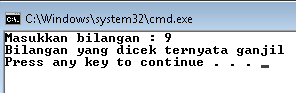 C:\Windows\system32\cmd.exe
Masukkan bilangan : 9
Bilangan yang dicek ternyata ganjil
Press any key to continue . . .